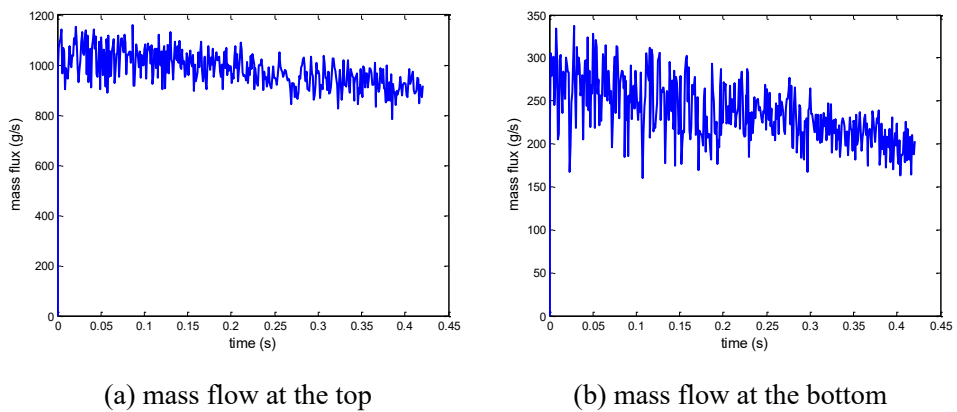 1200
1000
800
600
400
200
0
mass flux (g/s)
0 0.05 0.1 0.15 0.2 0.25 0.3 0.35 0.4 0.45
time (s)
(a) mass flow at the top
350
300
250
200
150
100
50
0
mass flux (g/s)
0 0.05 0.1 0.15 0.2 0.25 0.3 0.35 0.4 0.45
time (s)
(b) mass flow at the bottom